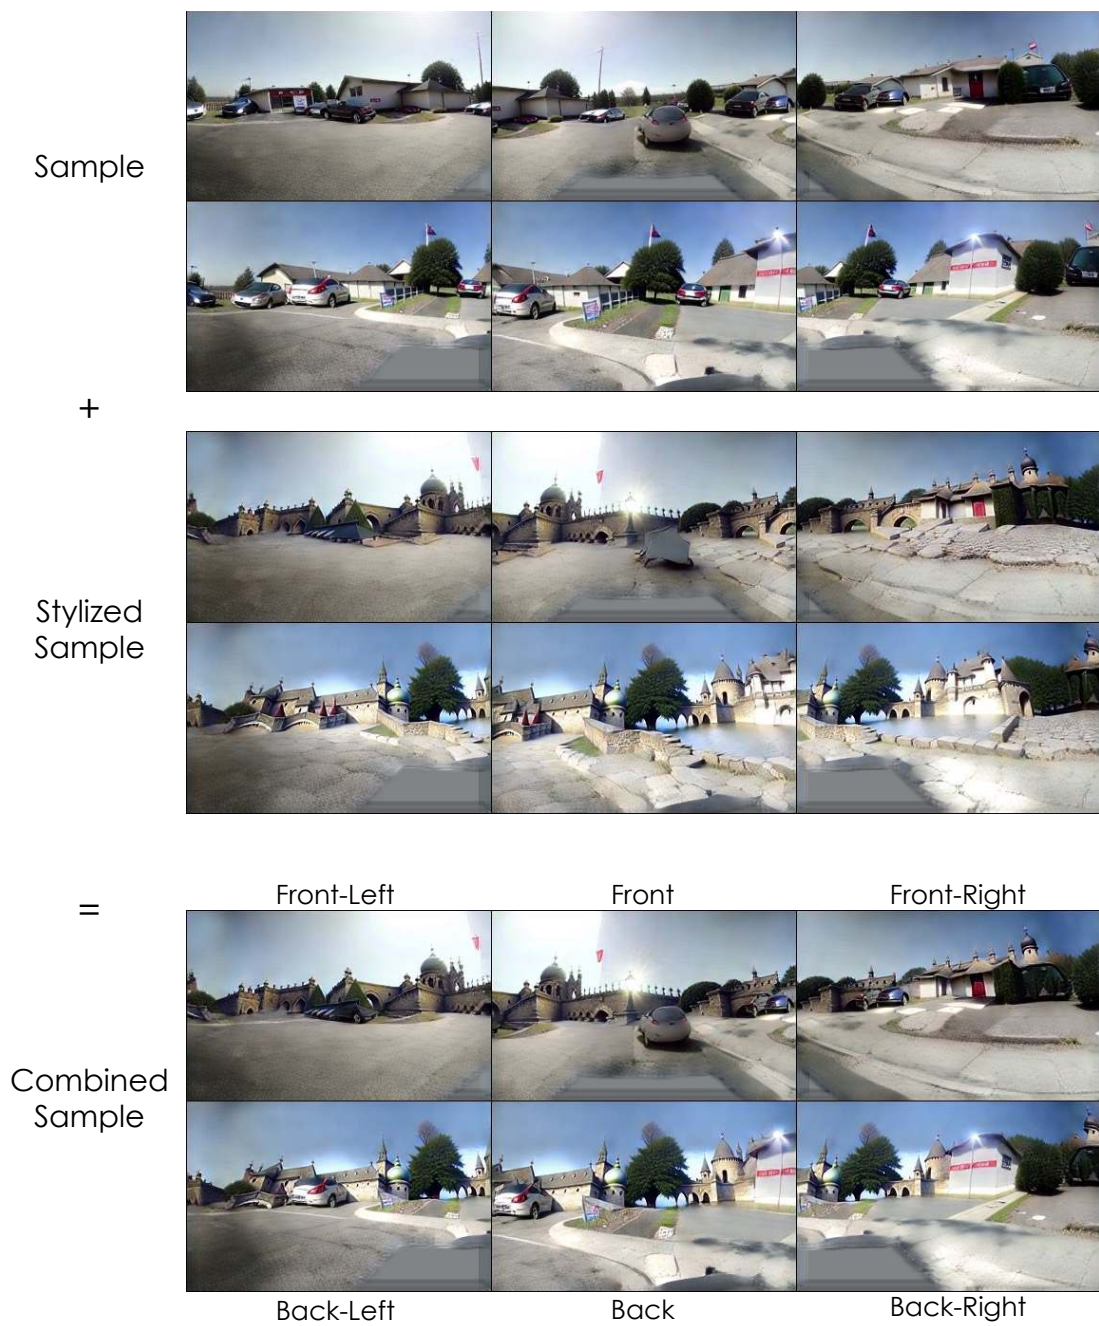 Sample
+
Stylized
Sample
=
Front-Left
Front
Front-Right
Combined
Sample
Back-Left
Back
Back-Right